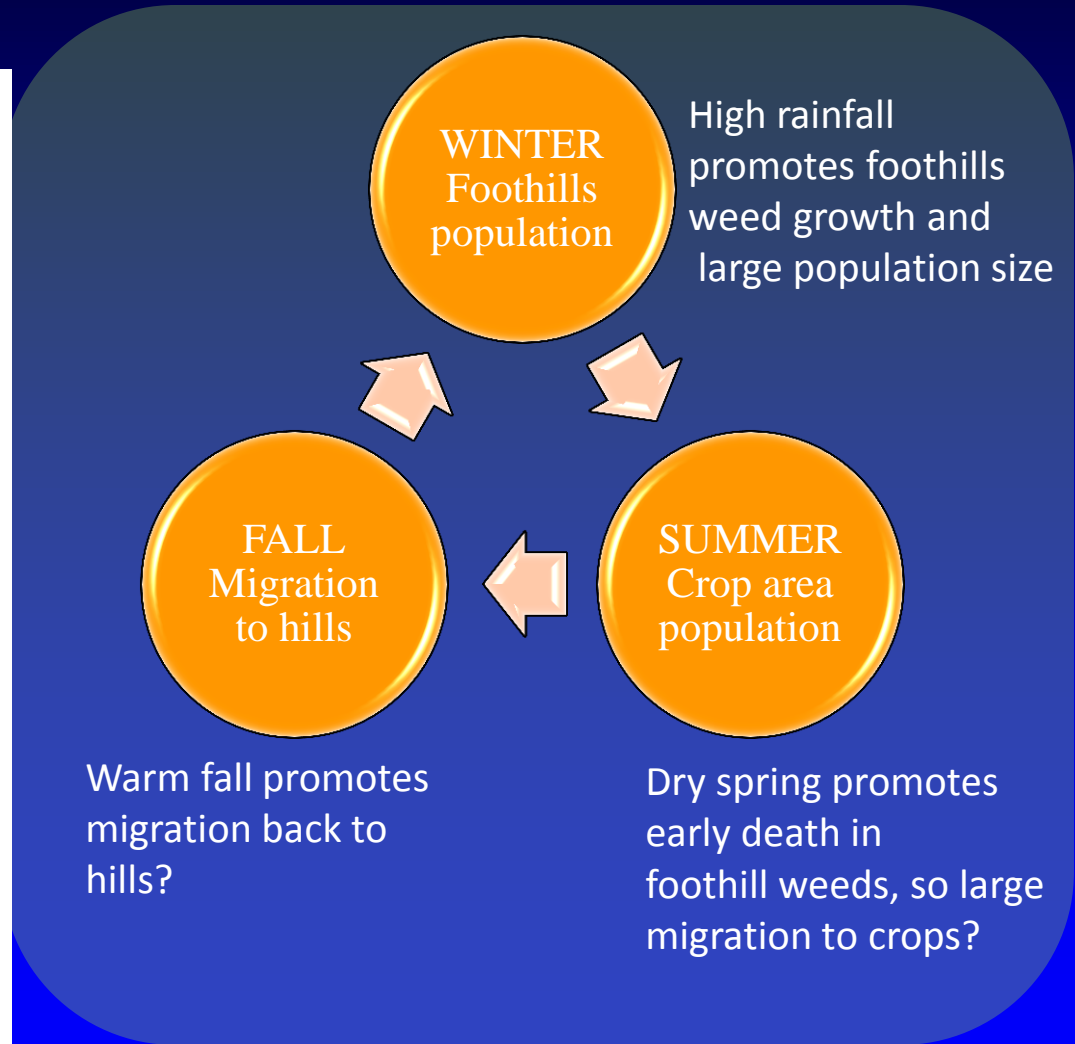 WINTER
Foothills
population
High rainfall
promotes foothills
weed growth and
large population size
FALL
Migration
to hills
SUMMER
Crop area
population
Warm fall promotes
migration back to
hills?
Dry spring promotes
early death in
foothill weeds, so large
migration to crops?